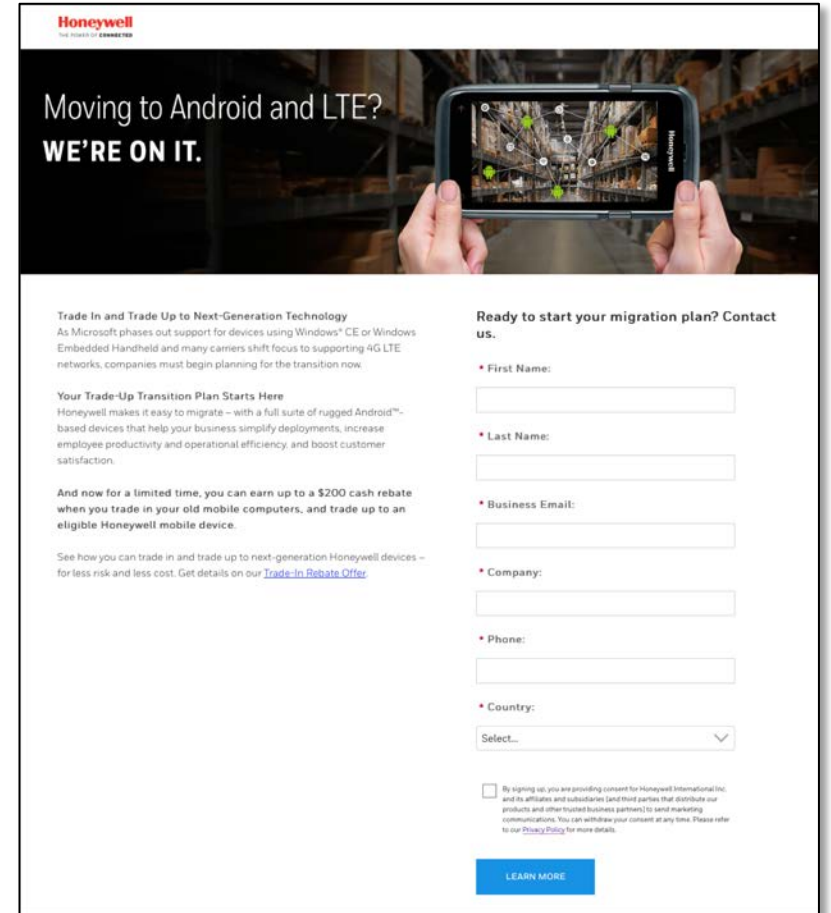 Honeywell
THE POWER OF CONNECTED
Moving to Android and LTE?
WE'RE ON IT.
Honeywell
Trade In and Trade Up to Next-Generation Technology
As Microsoft phases out support for devices using Windows® CE or Windows
Embedded Handheld and many carriers shift focus to supporting 4G LTE
networks, companies must begin planning for the transition now.
Your Trade-Up Transition Plan Starts Here
Honeywell makes it easy to migrate – with a full suite of rugged Android™-
based devices that help your business simplify deployments, increase
employee productivity and operational efficiency, and boost customer
satisfaction.
And now for a limited time, you can earn up to a $200 cash rebate
when you trade in your old mobile computers, and trade up to an
eligible Honeywell mobile device.
See how you can trade in and trade up to next-generation Honeywell devices –
for less risk and less cost. Get details on our Trade-In Rebate Offer.
Ready to start your migration plan? Contact
us.
* First Name:
* Last Name:
* Business Email:
* Company:
* Phone:
* Country:
Select...
By signing up, you are providing consent for Honeywell International Inc.
and its affiliates and subsidiaries (and third parties that distribute our
products and other trusted business partners) to send marketing
communications. You can withdraw your consent at any time. Please refer
to our Privacy Policy for more details.
LEARN MORE